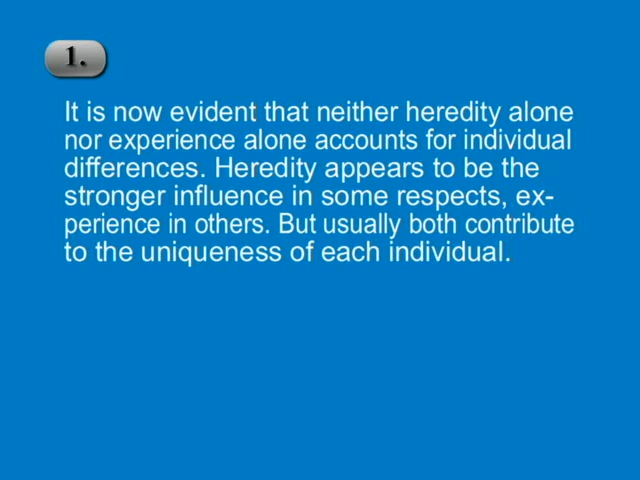 1.
It is now evident that neither heredity alone
nor experience alone accounts for individual
differences. Heredity appears to be the
stronger influence in some respects, ex-
perience in others. But usually both contribute
to the uniqueness of each individual.